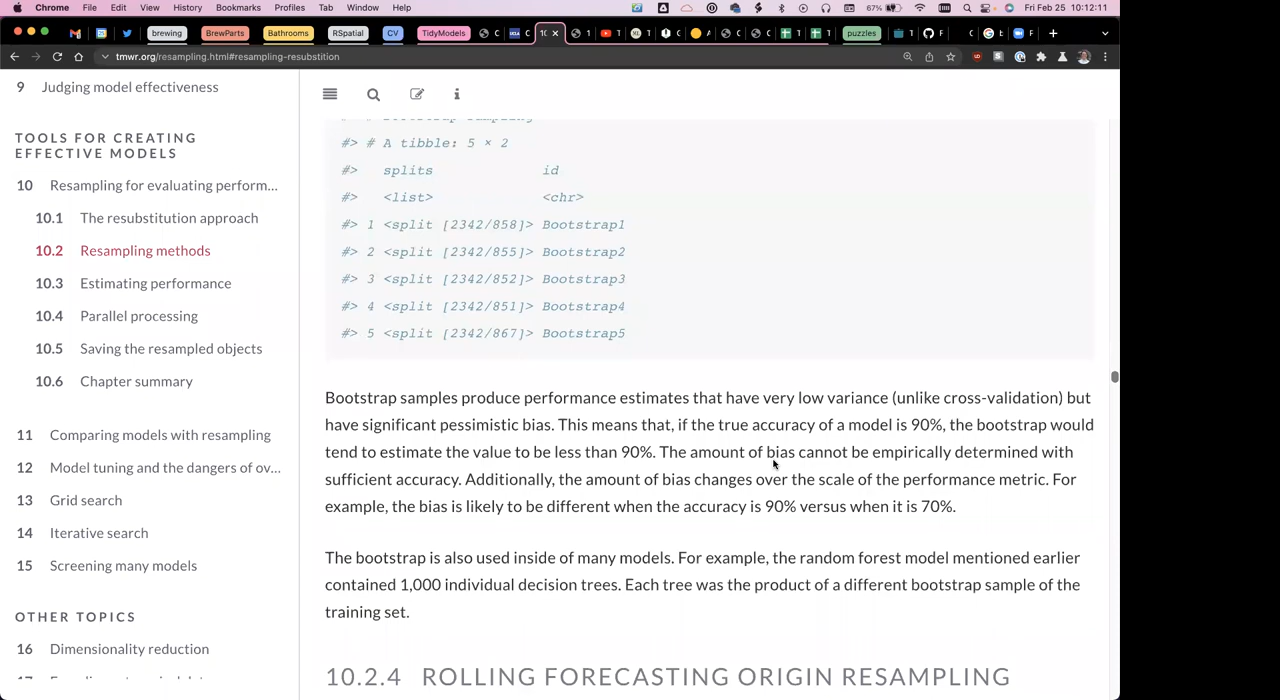 Chrome File Edit View History Bookmarks Profiles Tab Window Help 67% Fri Feb 25 10:12:11
brewing BrewParts Bathrooms RSpatial CV TidyModels puzzles
tmwr.org/resampling.html#resampling-resubstition
9 Judging model effectiveness
TOOLS FOR CREATING
EFFECTIVE MODELS
10 Resampling for evaluating perform...
10.1 The resubstitution approach
10.2 Resampling methods
10.3 Estimating performance
10.4 Parallel processing
10.5 Saving the resampled objects
10.6 Chapter summary
11 Comparing models with resampling
12 Model tuning and the dangers of ov...
13 Grid search
14 Iterative search
15 Screening many models
OTHER TOPICS
16 Dimensionality reduction
#> # A tibble: 5 × 2
#> splits id
#> <list> <chr>
#> 1 <split [2342/858]> Bootstrap1
#> 2 <split [2342/855]> Bootstrap2
#> 3 <split [2342/852]> Bootstrap3
#> 4 <split [2342/851]> Bootstrap4
#> 5 <split [2342/867]> Bootstrap5
Bootstrap samples produce performance estimates that have very low variance (unlike cross-validation) but
have significant pessimistic bias. This means that, if the true accuracy of a model is 90%, the bootstrap would
tend to estimate the value to be less than 90%. The amount of bias cannot be empirically determined with
sufficient accuracy. Additionally, the amount of bias changes over the scale of the performance metric. For
example, the bias is likely to be different when the accuracy is 90% versus when it is 70%.
The bootstrap is also used inside of many models. For example, the random forest model mentioned earlier
contained 1,000 individual decision trees. Each tree was the product of a different bootstrap sample of the
training set.
10.2.4 ROLLING FORECASTING ORIGIN RESAMPLING